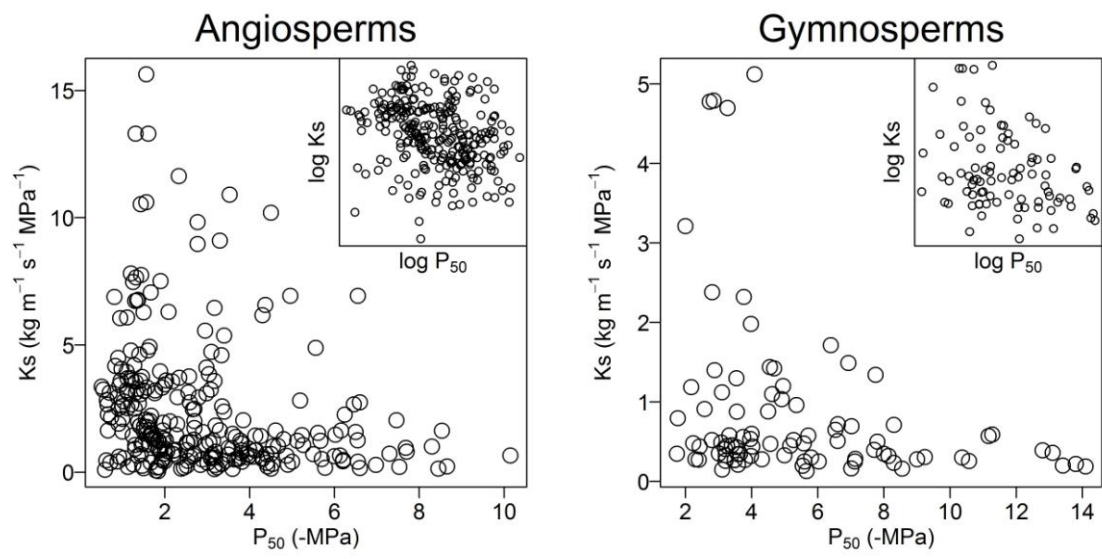 Angiosperms
Ks (kg m⁻¹ s⁻¹ MPa⁻¹)
15
10
5
0
log Ks
log P₅₀
2 4 6 8 10
P₅₀ (-MPa)
Gymnosperms
Ks (kg m⁻¹ s⁻¹ MPa⁻¹)
5
4
3
2
1
0
log Ks
log P₅₀
2 4 6 8 10 12 14
P₅₀ (-MPa)